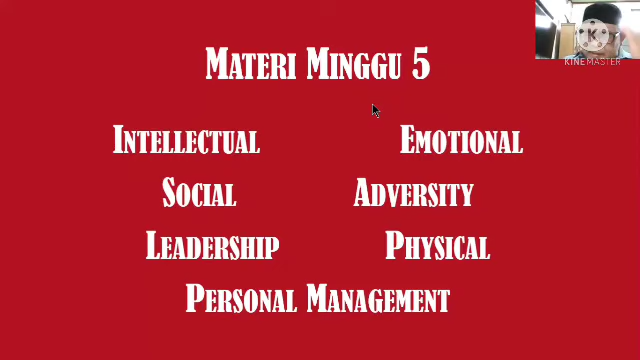 MATERI MINGGU 5
INTELLECTUAL EMOTIONAL
SOCIAL ADVERSITY
LEADERSHIP PHYSICAL
PERSONAL MANAGEMENT
K
KINEMASTER